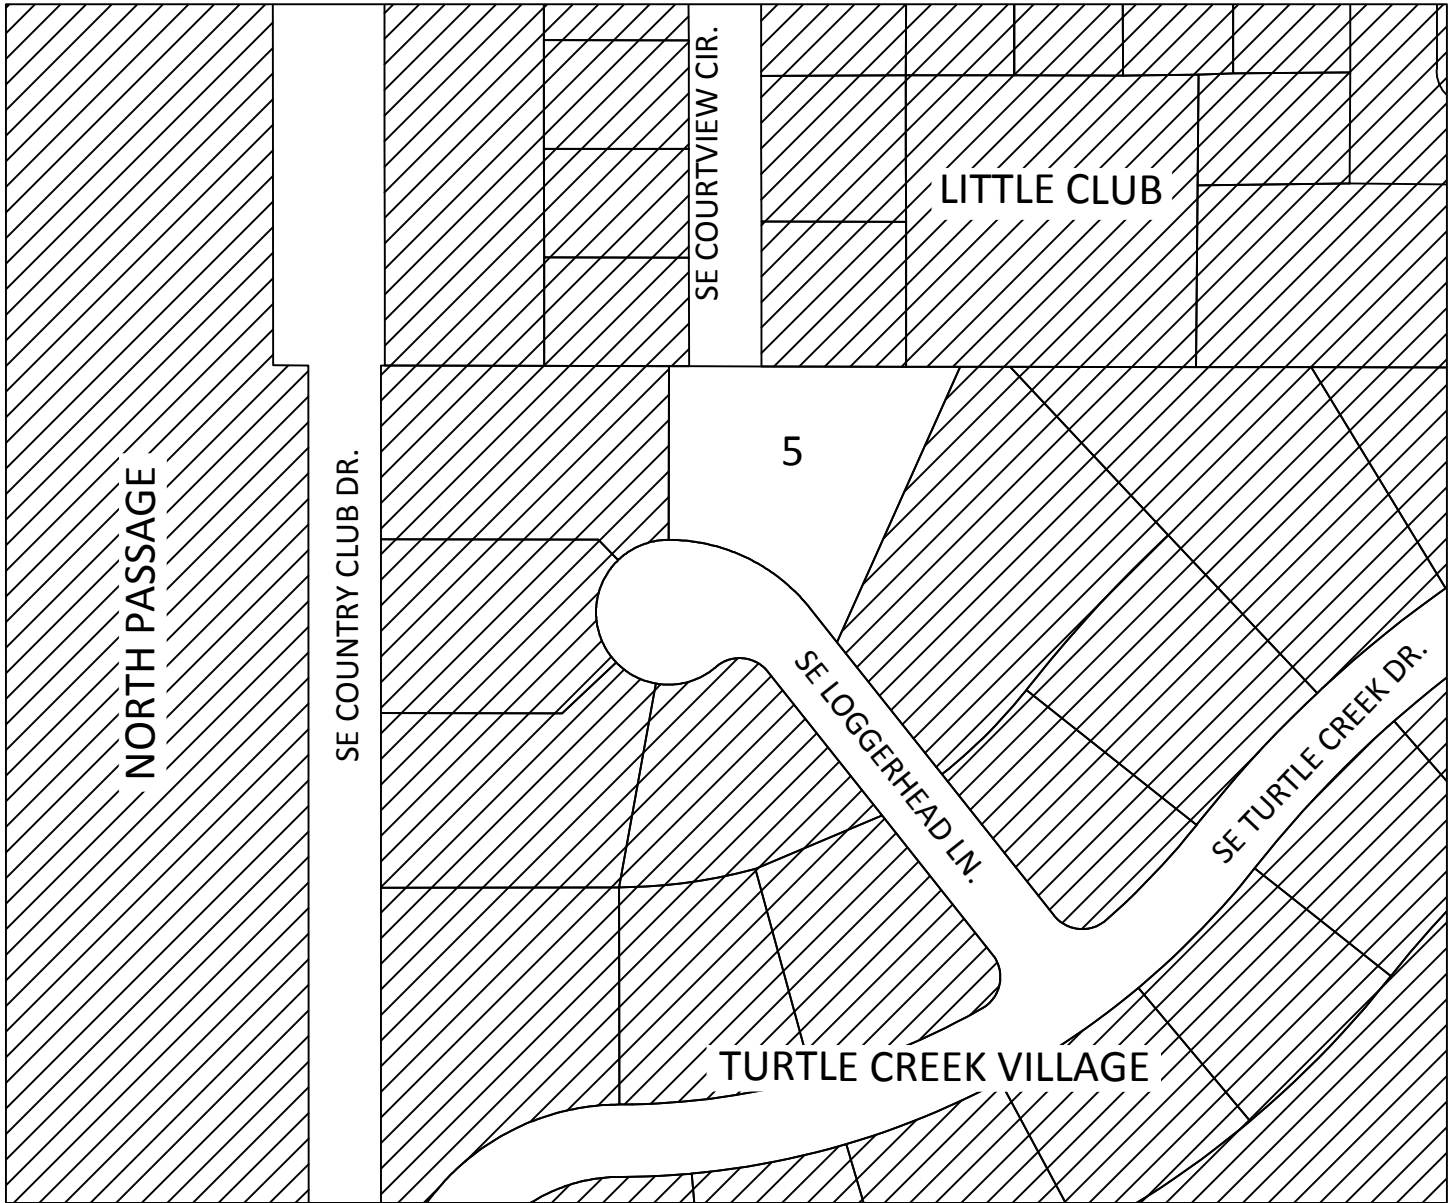 SE COURTVIEW CIR.
LITTLE CLUB
5
NORTH PASSAGE
SE COUNTRY CLUB DR.
SE LOGGERHEAD LN.
SE TURTLE CREEK DR.
TURTLE CREEK VILLAGE